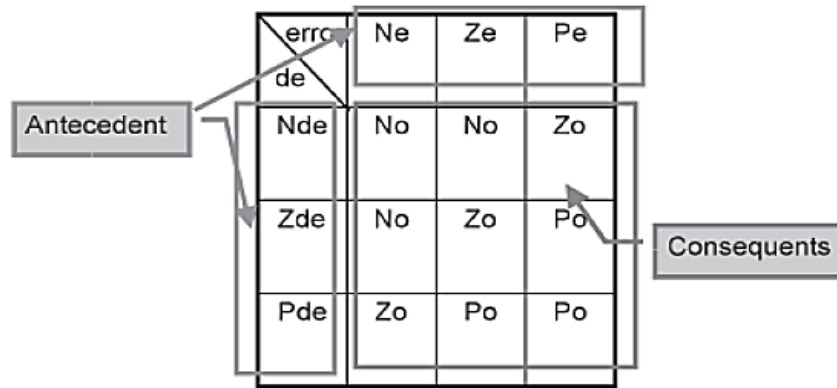 erro Ne Ze Pe
de
Antecedent
Nde No No Zo
Zde No Zo Po
Consequents
Pde Zo Po Po